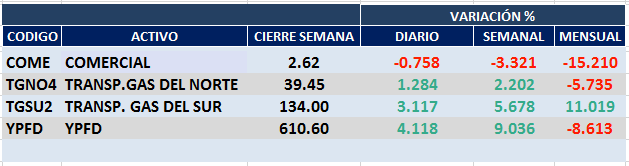 VARIACIÓN %
CODIGO ACTIVO CIERRE SEMANA DIARIO SEMANAL MENSUAL
COME COMERCIAL 2.62 -0.758 -3.321 -15.210
TGNO4 TRANSP.GAS DEL NORTE 39.45 1.284 2.202 -5.735
TGSU2 TRANSP. GAS DEL SUR 134.00 3.117 5.678 11.019
YPFD YPFD 610.60 4.118 9.036 -8.613